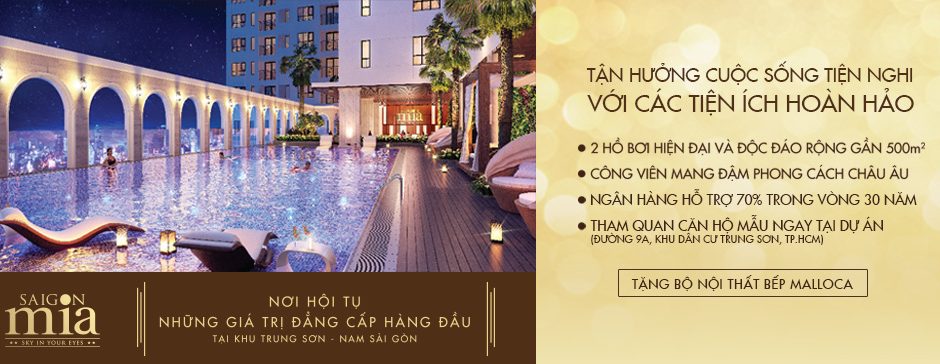 mia
SAIGON
mia
SKY IN YOUR EYES
NƠI HỘI TỤ
NHỮNG GIÁ TRỊ ĐẲNG CẤP HÀNG ĐẦU
TẠI KHU TRUNG SƠN - NAM SÀI GÒN
TẬN HƯỞNG CUỘC SỐNG TIỆN NGHI
VỚI CÁC TIỆN ÍCH HOÀN HẢO
• 2 HỒ BƠI HIỆN ĐẠI VÀ ĐỘC ĐÁO RỘNG GẦN 500m²
• CÔNG VIÊN MANG ĐẬM PHONG CÁCH CHÂU ÂU
• NGÂN HÀNG HỖ TRỢ 70% TRONG VÒNG 30 NĂM
• THAM QUAN CĂN HỘ MẪU NGAY TẠI DỰ ÁN
(ĐƯỜNG 9A, KHU DÂN CƯ TRUNG SƠN, TP.HCM)
TẶNG BỘ NỘI THẤT BẾP MALLOCA